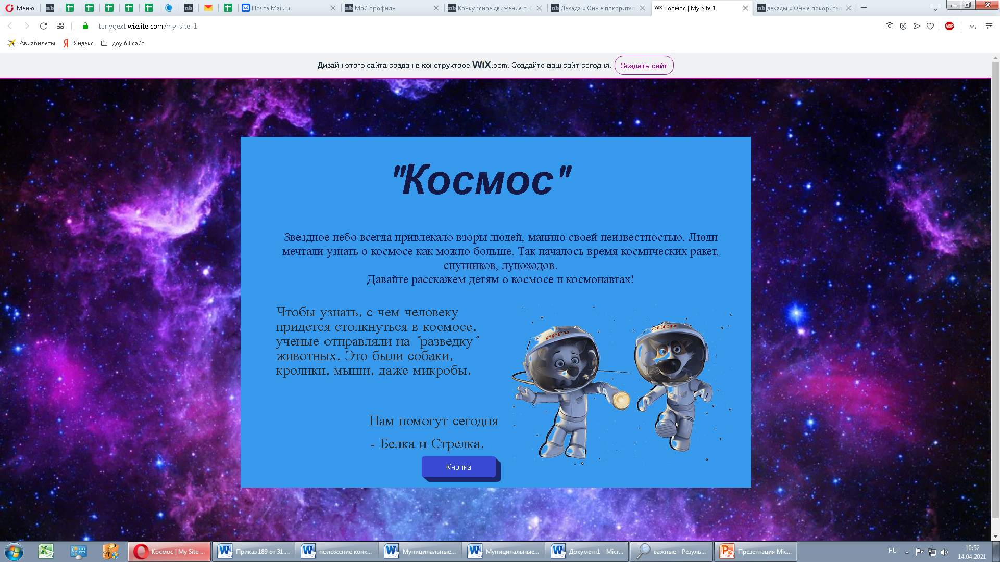 Меню
Почта Mail.ru
Мой профиль
Конкурсное движение г. С
Декада «Юные покорител
Космос | My Site 1
декады «Юные покорител
tanygext.wixsite.com/my-site-1
ABP
Авиабилеты
Яндекс
доу 63 сайт
Дизайн этого сайта создан в конструкторе WiX.com. Создайте ваш сайт сегодня. Создать сайт
"Космос"
Звездное небо всегда привлекало взоры людей, манило своей неизвестностью. Люди
мечтали узнать о космосе как можно больше. Так началось время космических ракет,
спутников, луноходов.
Давайте расскажем детям о космосе и космонавтах!
Чтобы узнать, с чем человеку
придется столкнуться в космосе,
ученые отправляли на "разведку"
животных. Это были собаки,
кролики, мыши, даже микробы.
СССР
СССР
Нам помогут сегодня
- Белка и Стрелка.
Кнопка
Космос | My Site ...
Приказ 189 от 31....
положение конк...
Муниципальные...
Муниципальные...
Документ1 - Micr...
важные - Резуль...
Презентация Mic...
RU
10:52
14.04.2021